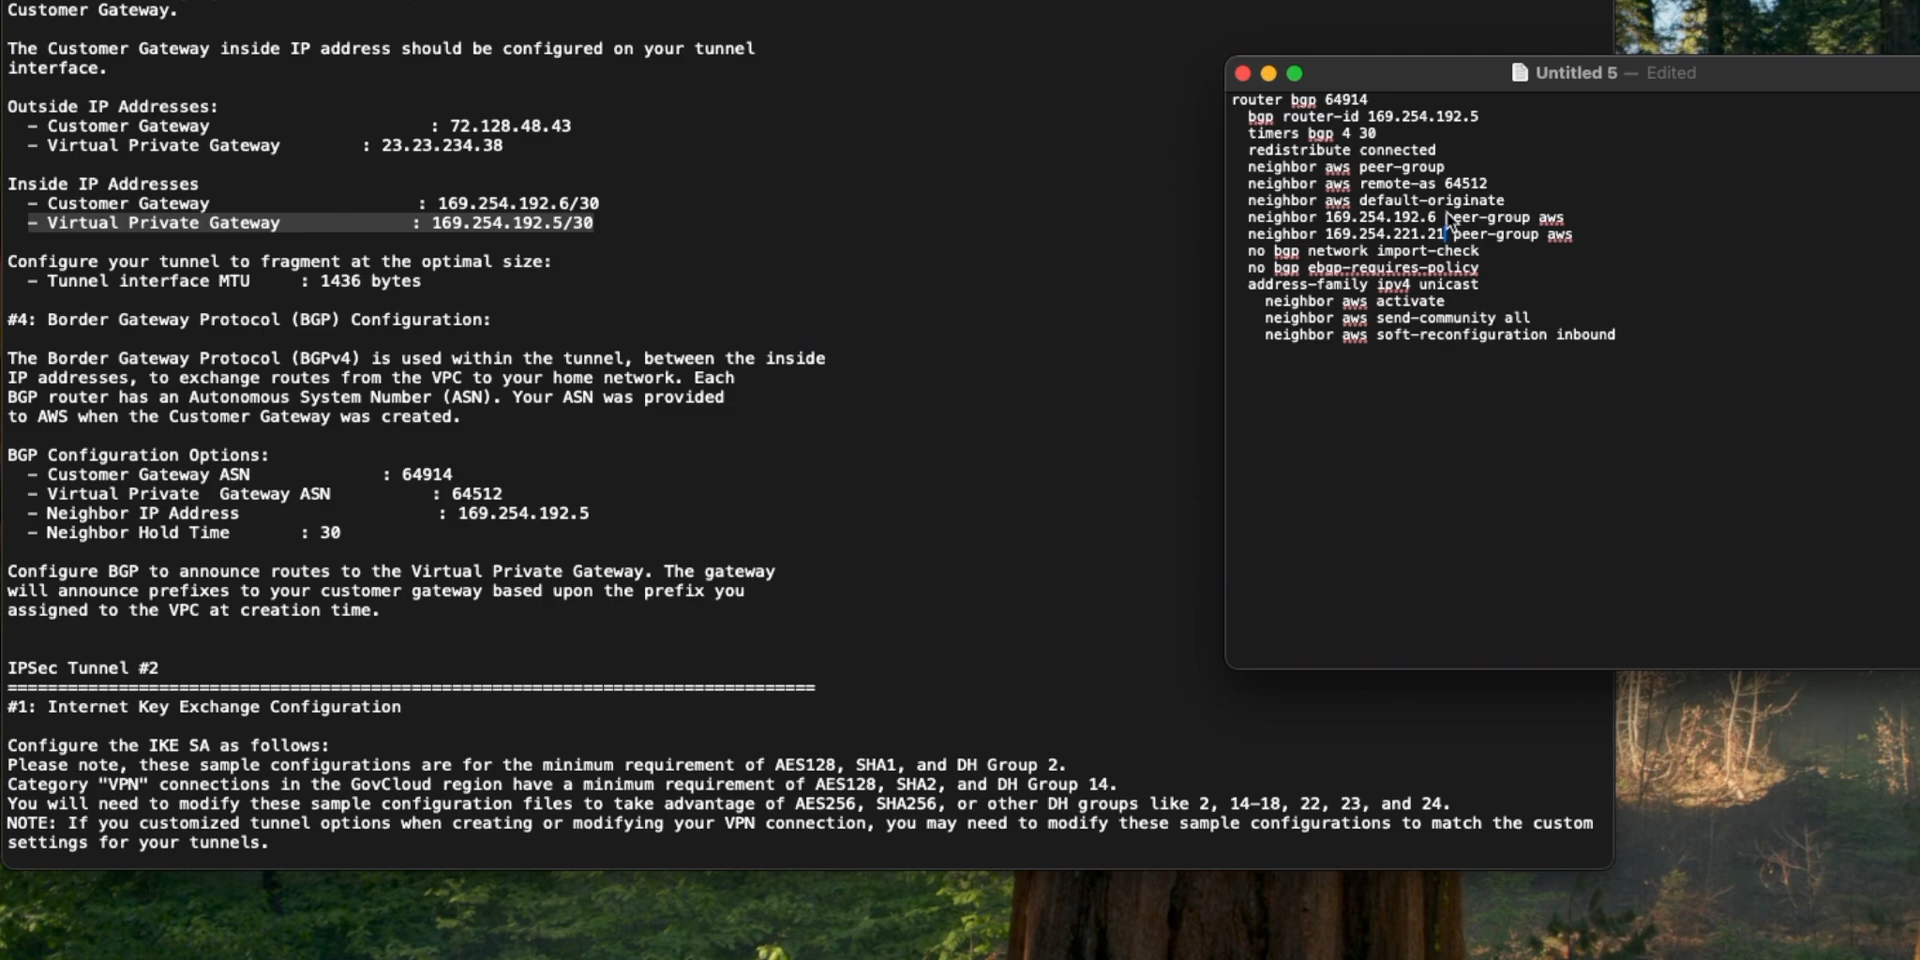 Customer Gateway.
The Customer Gateway inside IP address should be configured on your tunnel
interface.
Outside IP Addresses:
– Customer Gateway : 72.128.48.43
– Virtual Private Gateway : 23.23.234.38
Inside IP Addresses
– Customer Gateway : 169.254.192.6/30
– Virtual Private Gateway : 169.254.192.5/30
Configure your tunnel to fragment at the optimal size:
– Tunnel interface MTU : 1436 bytes
#4: Border Gateway Protocol (BGP) Configuration:
The Border Gateway Protocol (BGPv4) is used within the tunnel, between the inside
IP addresses, to exchange routes from the VPC to your home network. Each
BGP router has an Autonomous System Number (ASN). Your ASN was provided
to AWS when the Customer Gateway was created.
BGP Configuration Options:
– Customer Gateway ASN : 64914
– Virtual Private  Gateway ASN : 64512
– Neighbor IP Address : 169.254.192.5
– Neighbor Hold Time : 30
Configure BGP to announce routes to the Virtual Private Gateway. The gateway
will announce prefixes to your customer gateway based upon the prefix you
assigned to the VPC at creation time.
IPSec Tunnel #2
================================================================================
#1: Internet Key Exchange Configuration
Configure the IKE SA as follows:
Please note, these sample configurations are for the minimum requirement of AES128, SHA1, and DH Group 2.
Category "VPN" connections in the GovCloud region have a minimum requirement of AES128, SHA2, and DH Group 14.
You will need to modify these sample configuration files to take advantage of AES256, SHA256, or other DH groups like 2, 14–18, 22, 23, and 24.
NOTE: If you customized tunnel options when creating or modifying your VPN connection, you may need to modify these sample configurations to match the custom
settings for your tunnels.
Untitled 5 — Edited
router bgp 64914
bgp router-id 169.254.192.5
timers bgp 4 30
redistribute connected
neighbor aws peer-group
neighbor aws remote-as 64512
neighbor aws default-originate
neighbor 169.254.192.6 peer-group aws
neighbor 169.254.221.21 peer-group aws
no bgp network import-check
no bgp ebgp-requires-policy
address-family ipv4 unicast
neighbor aws activate
neighbor aws send-community all
neighbor aws soft-reconfiguration inbound